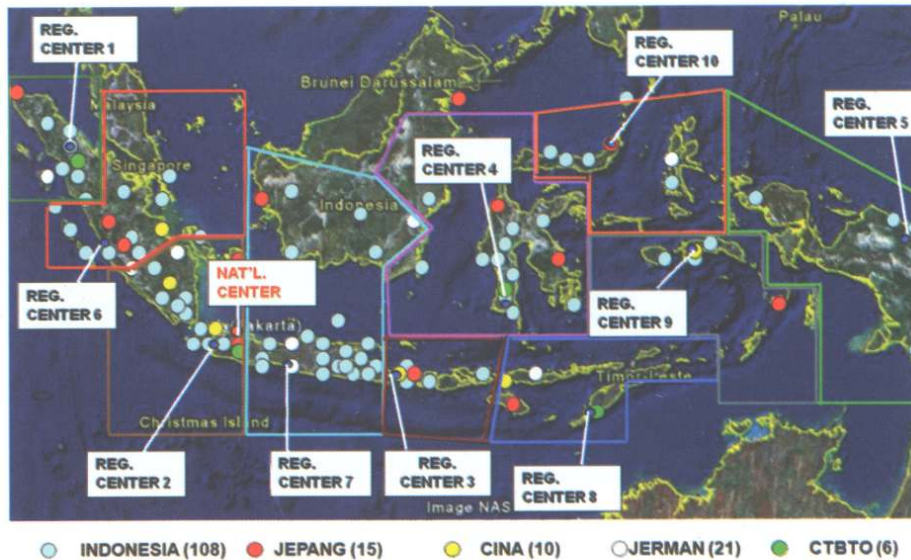 REG.
CENTER 1
Palau
REG.
CENTER 10
Brunei Darussalam
Malaysia
REG.
CENTER 5
REG.
CENTER 4
Singapore
Indonesia
NAT'L.
CENTER
REG.
CENTER 6
REG.
CENTER 9
Timor-Leste
Christmas Island
REG.
CENTER 2
REG.
CENTER 7
REG.
CENTER 3
REG.
CENTER 8
Image NAS
INDONESIA (108) JEPANG (15) CINA (10) JERMAN (21) CTBTO (6)